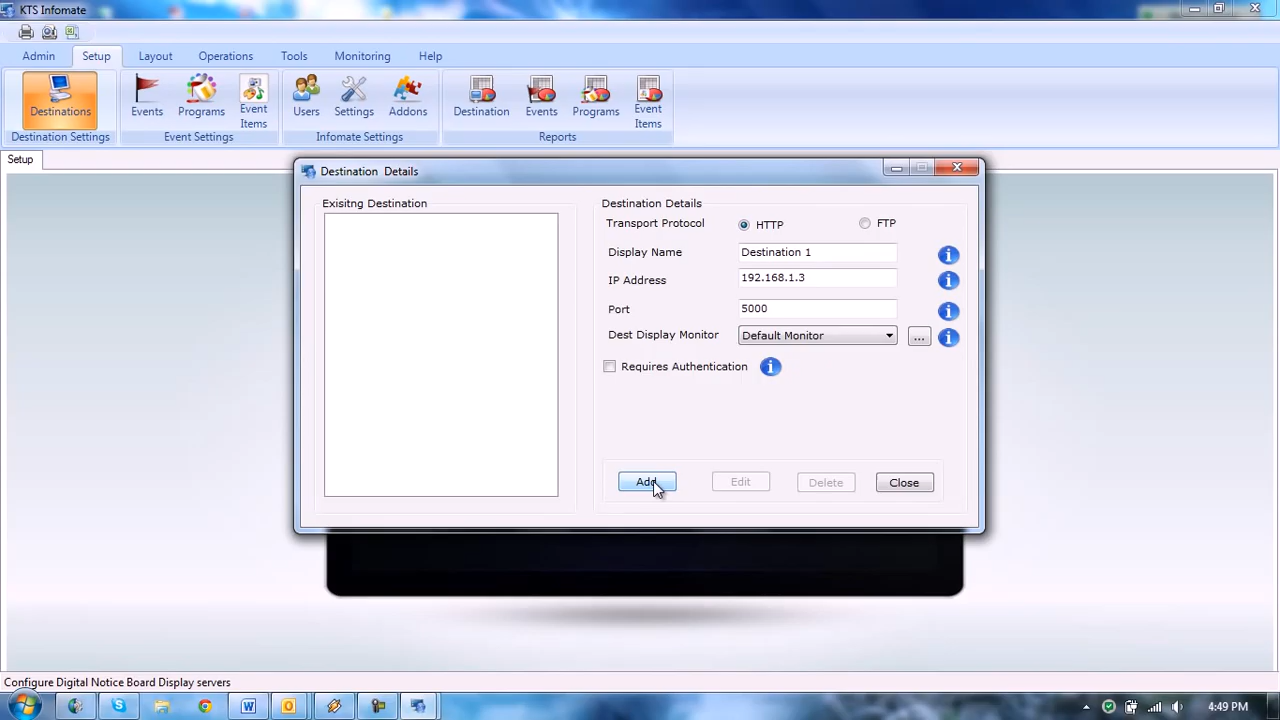 KTS Infomate
Admin Setup Layout Operations Tools Monitoring Help
Destinations Events Programs Event Items Users Settings Addons Destination Events Programs Event Items
Destination Settings Event Settings Infomate Settings Reports
Setup
Destination Details
Exisitng Destination
Destination Details
Transport Protocol HTTP FTP
Display Name Destination 1
IP Address 192.168.1.3
Port 5000
Dest Display Monitor Default Monitor ...
Requires Authentication
Add Edit Delete Close
Configure Digital Notice Board Display servers
4:49 PM